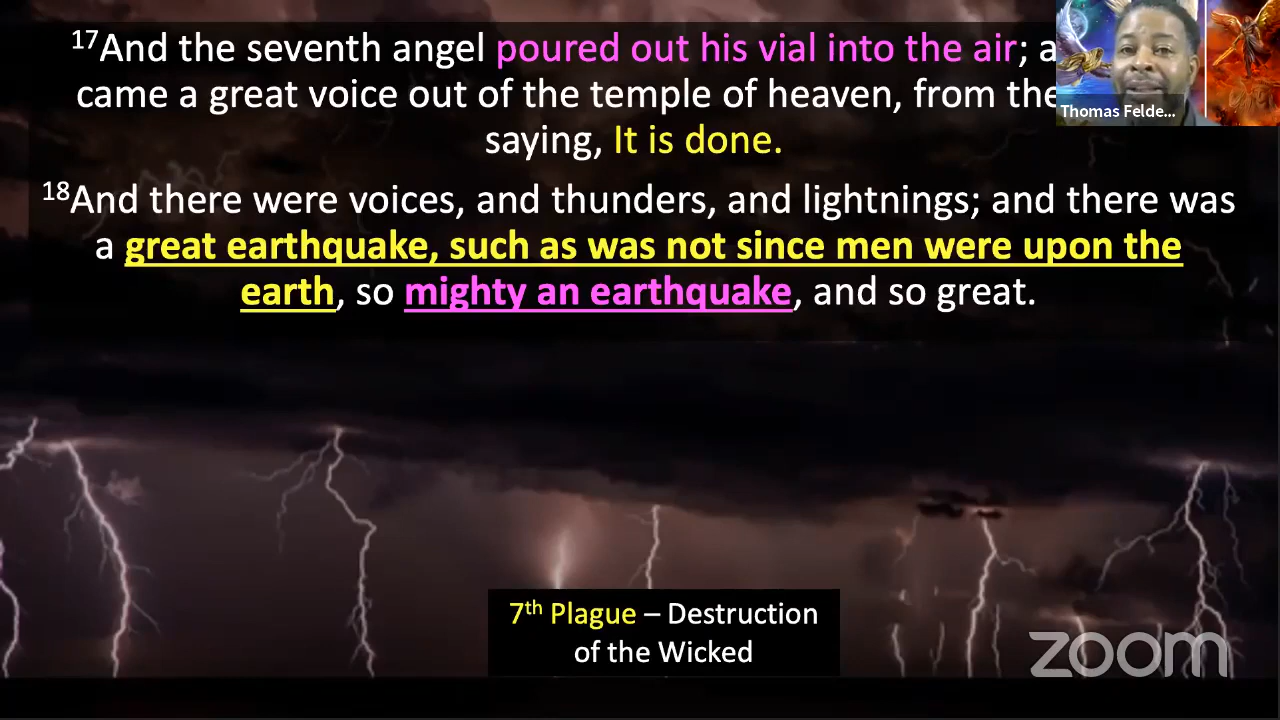 17And the seventh angel poured out his vial into the air; a
came a great voice out of the temple of heaven, from the
saying, It is done.
18And there were voices, and thunders, and lightnings; and there was
a great earthquake, such as was not since men were upon the
earth, so mighty an earthquake, and so great.
Thomas Felde...
7th Plague – Destruction
of the Wicked
zoom